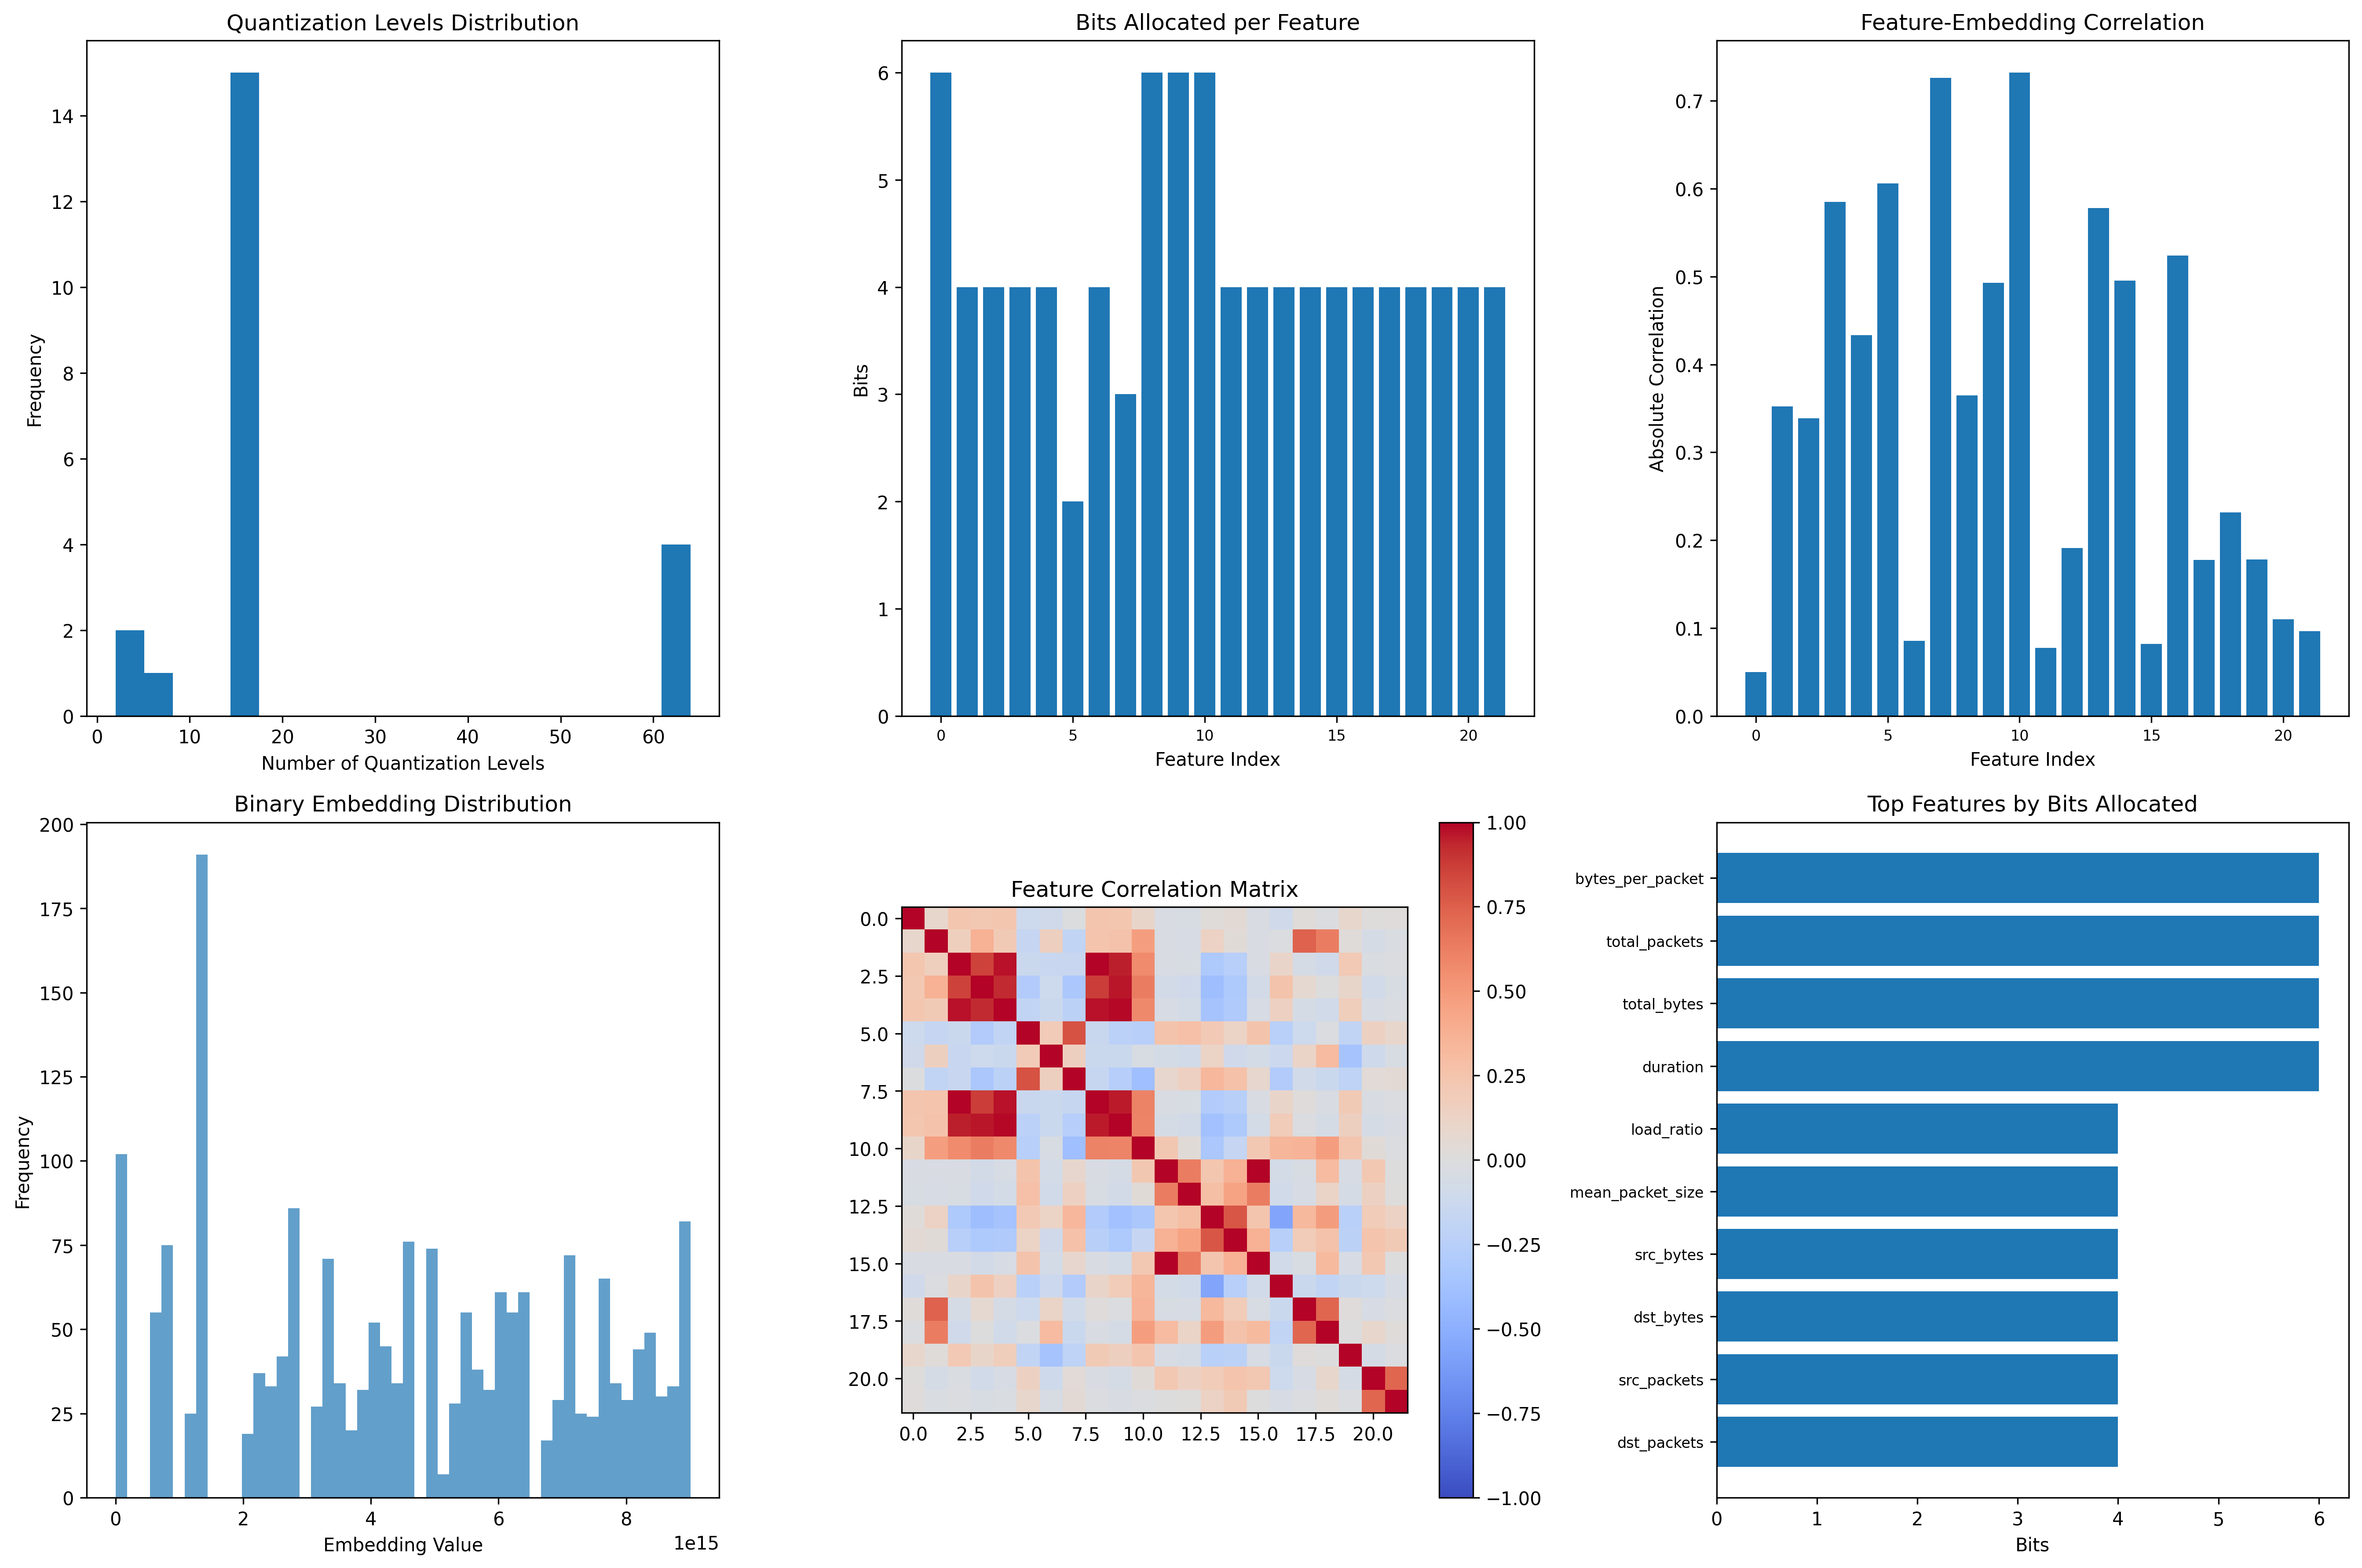 Quantization Levels Distribution
Frequency
14
12
10
8
6
4
2
0
0 10 20 30 40 50 60
Number of Quantization Levels
Bits Allocated per Feature
Bits
6
5
4
3
2
1
0
0 5 10 15 20
Feature Index
Feature-Embedding Correlation
Absolute Correlation
0.7
0.6
0.5
0.4
0.3
0.2
0.1
0.0
0 5 10 15 20
Feature Index
Binary Embedding Distribution
Frequency
200
175
150
125
100
75
50
25
0
0 2 4 6 8
1e15
Embedding Value
Feature Correlation Matrix
0.0
2.5
5.0
7.5
10.0
12.5
15.0
17.5
20.0
0.0 2.5 5.0 7.5 10.0 12.5 15.0 17.5 20.0
1.00
0.75
0.50
0.25
0.00
−0.25
−0.50
−0.75
−1.00
Top Features by Bits Allocated
bytes_per_packet
total_packets
total_bytes
duration
load_ratio
mean_packet_size
src_bytes
dst_bytes
src_packets
dst_packets
0 1 2 3 4 5 6
Bits